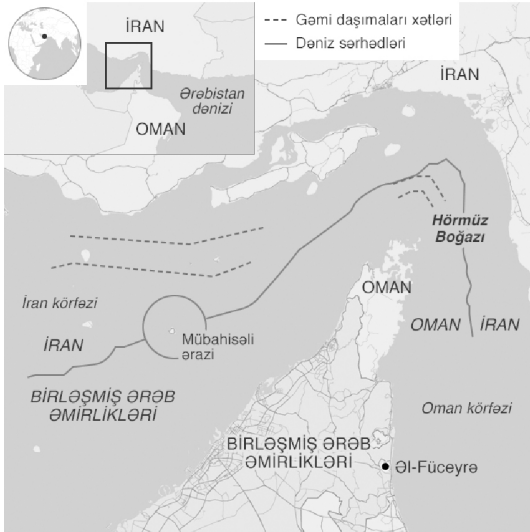 İRAN
Ərəbistan
dənizi
OMAN
Gəmi daşımaları xətləri
Dəniz sərhədləri
İRAN
Hörmüz
Boğazı
OMAN
İran körfəzi
Mübahisəli
ərazi
OMAN
İRAN
İRAN
BİRLƏŞMİŞ ƏRƏB
ƏMİRLİKLƏRİ
Oman körfəzi
BİRLƏŞMİŞ ƏRƏB
ƏMİRLİKLƏRİ
Əl-Füceyrə